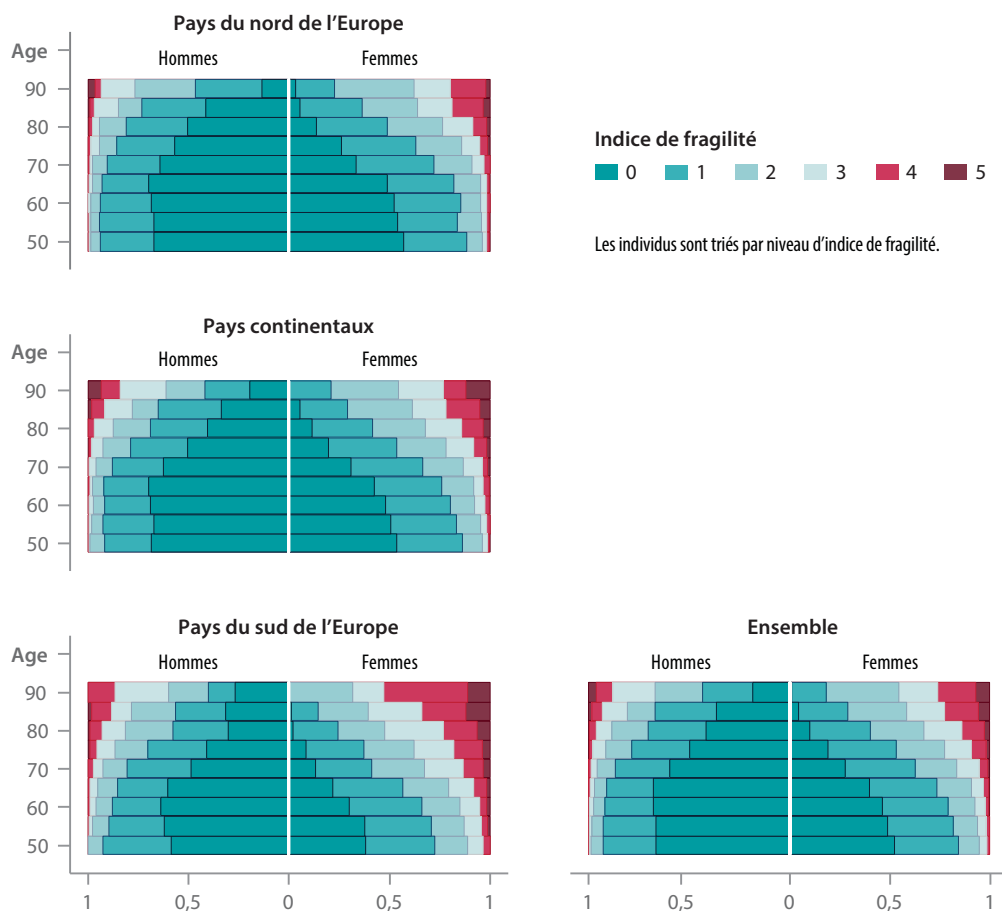 Pays du nord de l'Europe
Age
Hommes
Femmes
90
80
70
60
50
Indice de fragilité
0 1 2 3 4 5
Les individus sont triés par niveau d'indice de fragilité.
Pays continentaux
Age
Hommes
Femmes
90
80
70
60
50
Pays du sud de l'Europe
Age
Hommes
Femmes
90
80
70
60
50
1 0,5 0 0,5 1
Ensemble
Hommes
Femmes
1 0,5 0 0,5 1